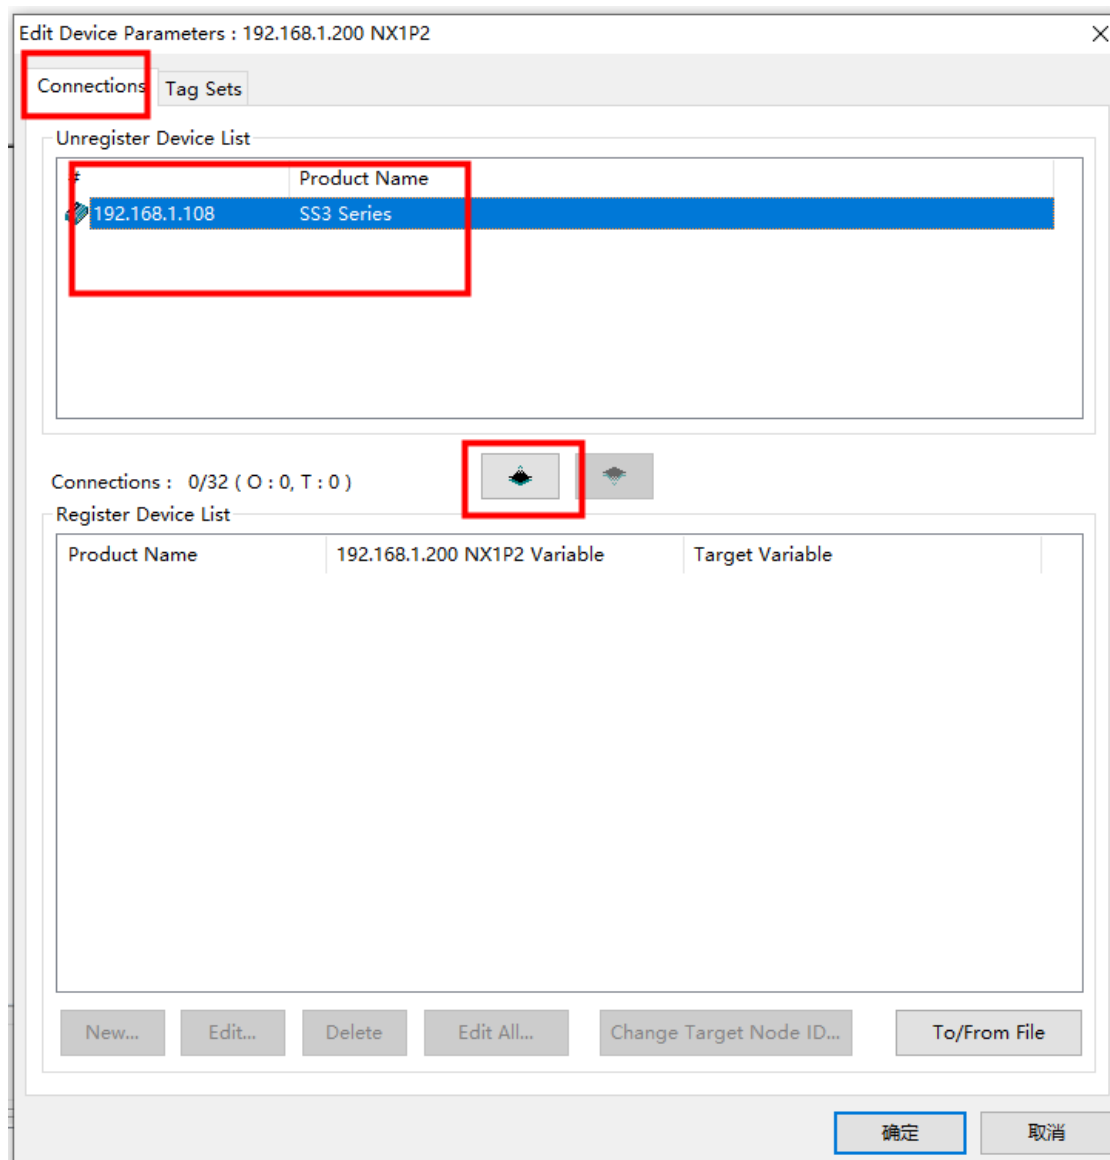 Edit Device Parameters : 192.168.1.200 NX1P2
Connections Tag Sets
Unregister Device List
# Product Name
192.168.1.108 SS3 Series
Connections : 0/32 ( O : 0, T : 0 )
Register Device List
Product Name 192.168.1.200 NX1P2 Variable Target Variable
New... Edit... Delete Edit All... Change Target Node ID... To/From File
确定 取消